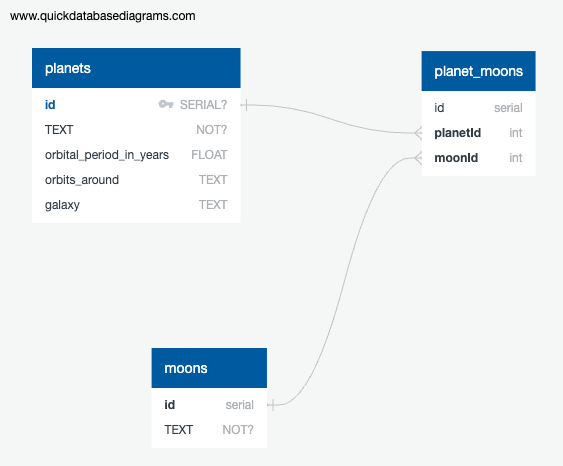 www.quickdatabasediagrams.com
planets
id SERIAL?
TEXT NOT?
orbital_period_in_years FLOAT
orbits_around TEXT
galaxy TEXT
planet_moons
id serial
planetId int
moonId int
moons
id serial
TEXT NOT?